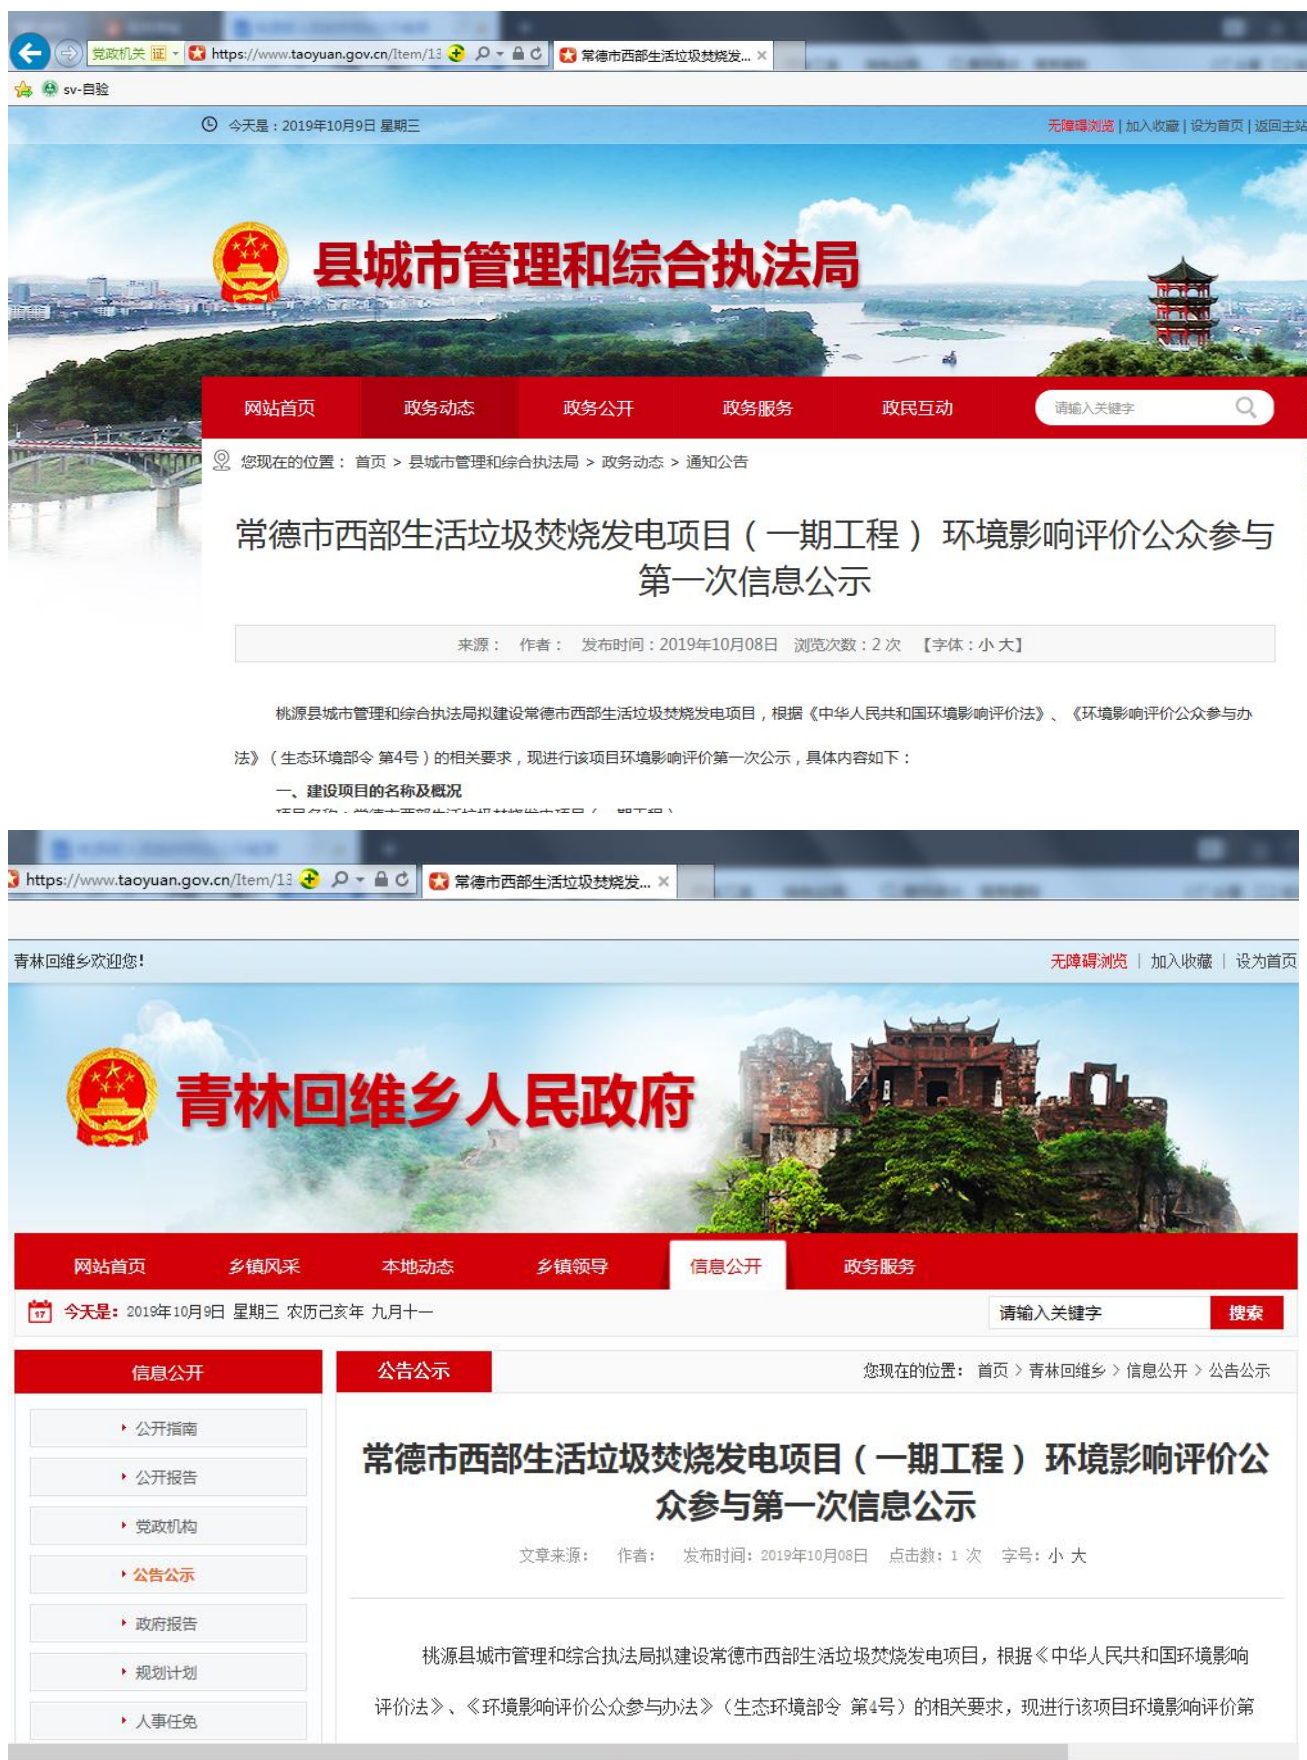 党政机关 证 https://www.taoyuan.gov.cn/Item/13 常德市西部生活垃圾焚烧发... ×
sv-自验
今天是：2019年10月9日 星期三 无障碍浏览 | 加入收藏 | 设为首页 | 返回主站
县城市管理和综合执法局
网站首页 政务动态 政务公开 政务服务 政民互动 请输入关键字
您现在的位置： 首页 > 县城市管理和综合执法局 > 政务动态 > 通知公告
常德市西部生活垃圾焚烧发电项目（一期工程） 环境影响评价公众参与
第一次信息公示
来源： 作者： 发布时间：2019年10月08日 浏览次数：2 次 【字体：小 大】
桃源县城市管理和综合执法局拟建设常德市西部生活垃圾焚烧发电项目，根据《中华人民共和国环境影响评价法》、《环境影响评价公众参与办
法》（生态环境部令 第4号）的相关要求，现进行该项目环境影响评价第一次公示，具体内容如下：
一、建设项目的名称及概况
项目名称：常德市西部生活垃圾焚烧发电项目（一期工程）
https://www.taoyuan.gov.cn/Item/13 常德市西部生活垃圾焚烧发... ×
青林回维乡欢迎您！ 无障碍浏览 | 加入收藏 | 设为首页
青林回维乡人民政府
网站首页 乡镇风采 本地动态 乡镇领导 信息公开 政务服务
17 今天是：2019年10月9日 星期三 农历己亥年 九月十一 请输入关键字 搜索
信息公开 公告公示 您现在的位置： 首页 > 青林回维乡 > 信息公开 > 公告公示
公开指南
公开报告
党政机构
公告公示
政府报告
规划计划
人事任免
常德市西部生活垃圾焚烧发电项目（一期工程） 环境影响评价公
众参与第一次信息公示
文章来源： 作者： 发布时间：2019年10月08日 点击数：1 次 字号：小 大
桃源县城市管理和综合执法局拟建设常德市西部生活垃圾焚烧发电项目，根据《中华人民共和国环境影响
评价法》、《环境影响评价公众参与办法》（生态环境部令 第4号）的相关要求，现进行该项目环境影响评价第